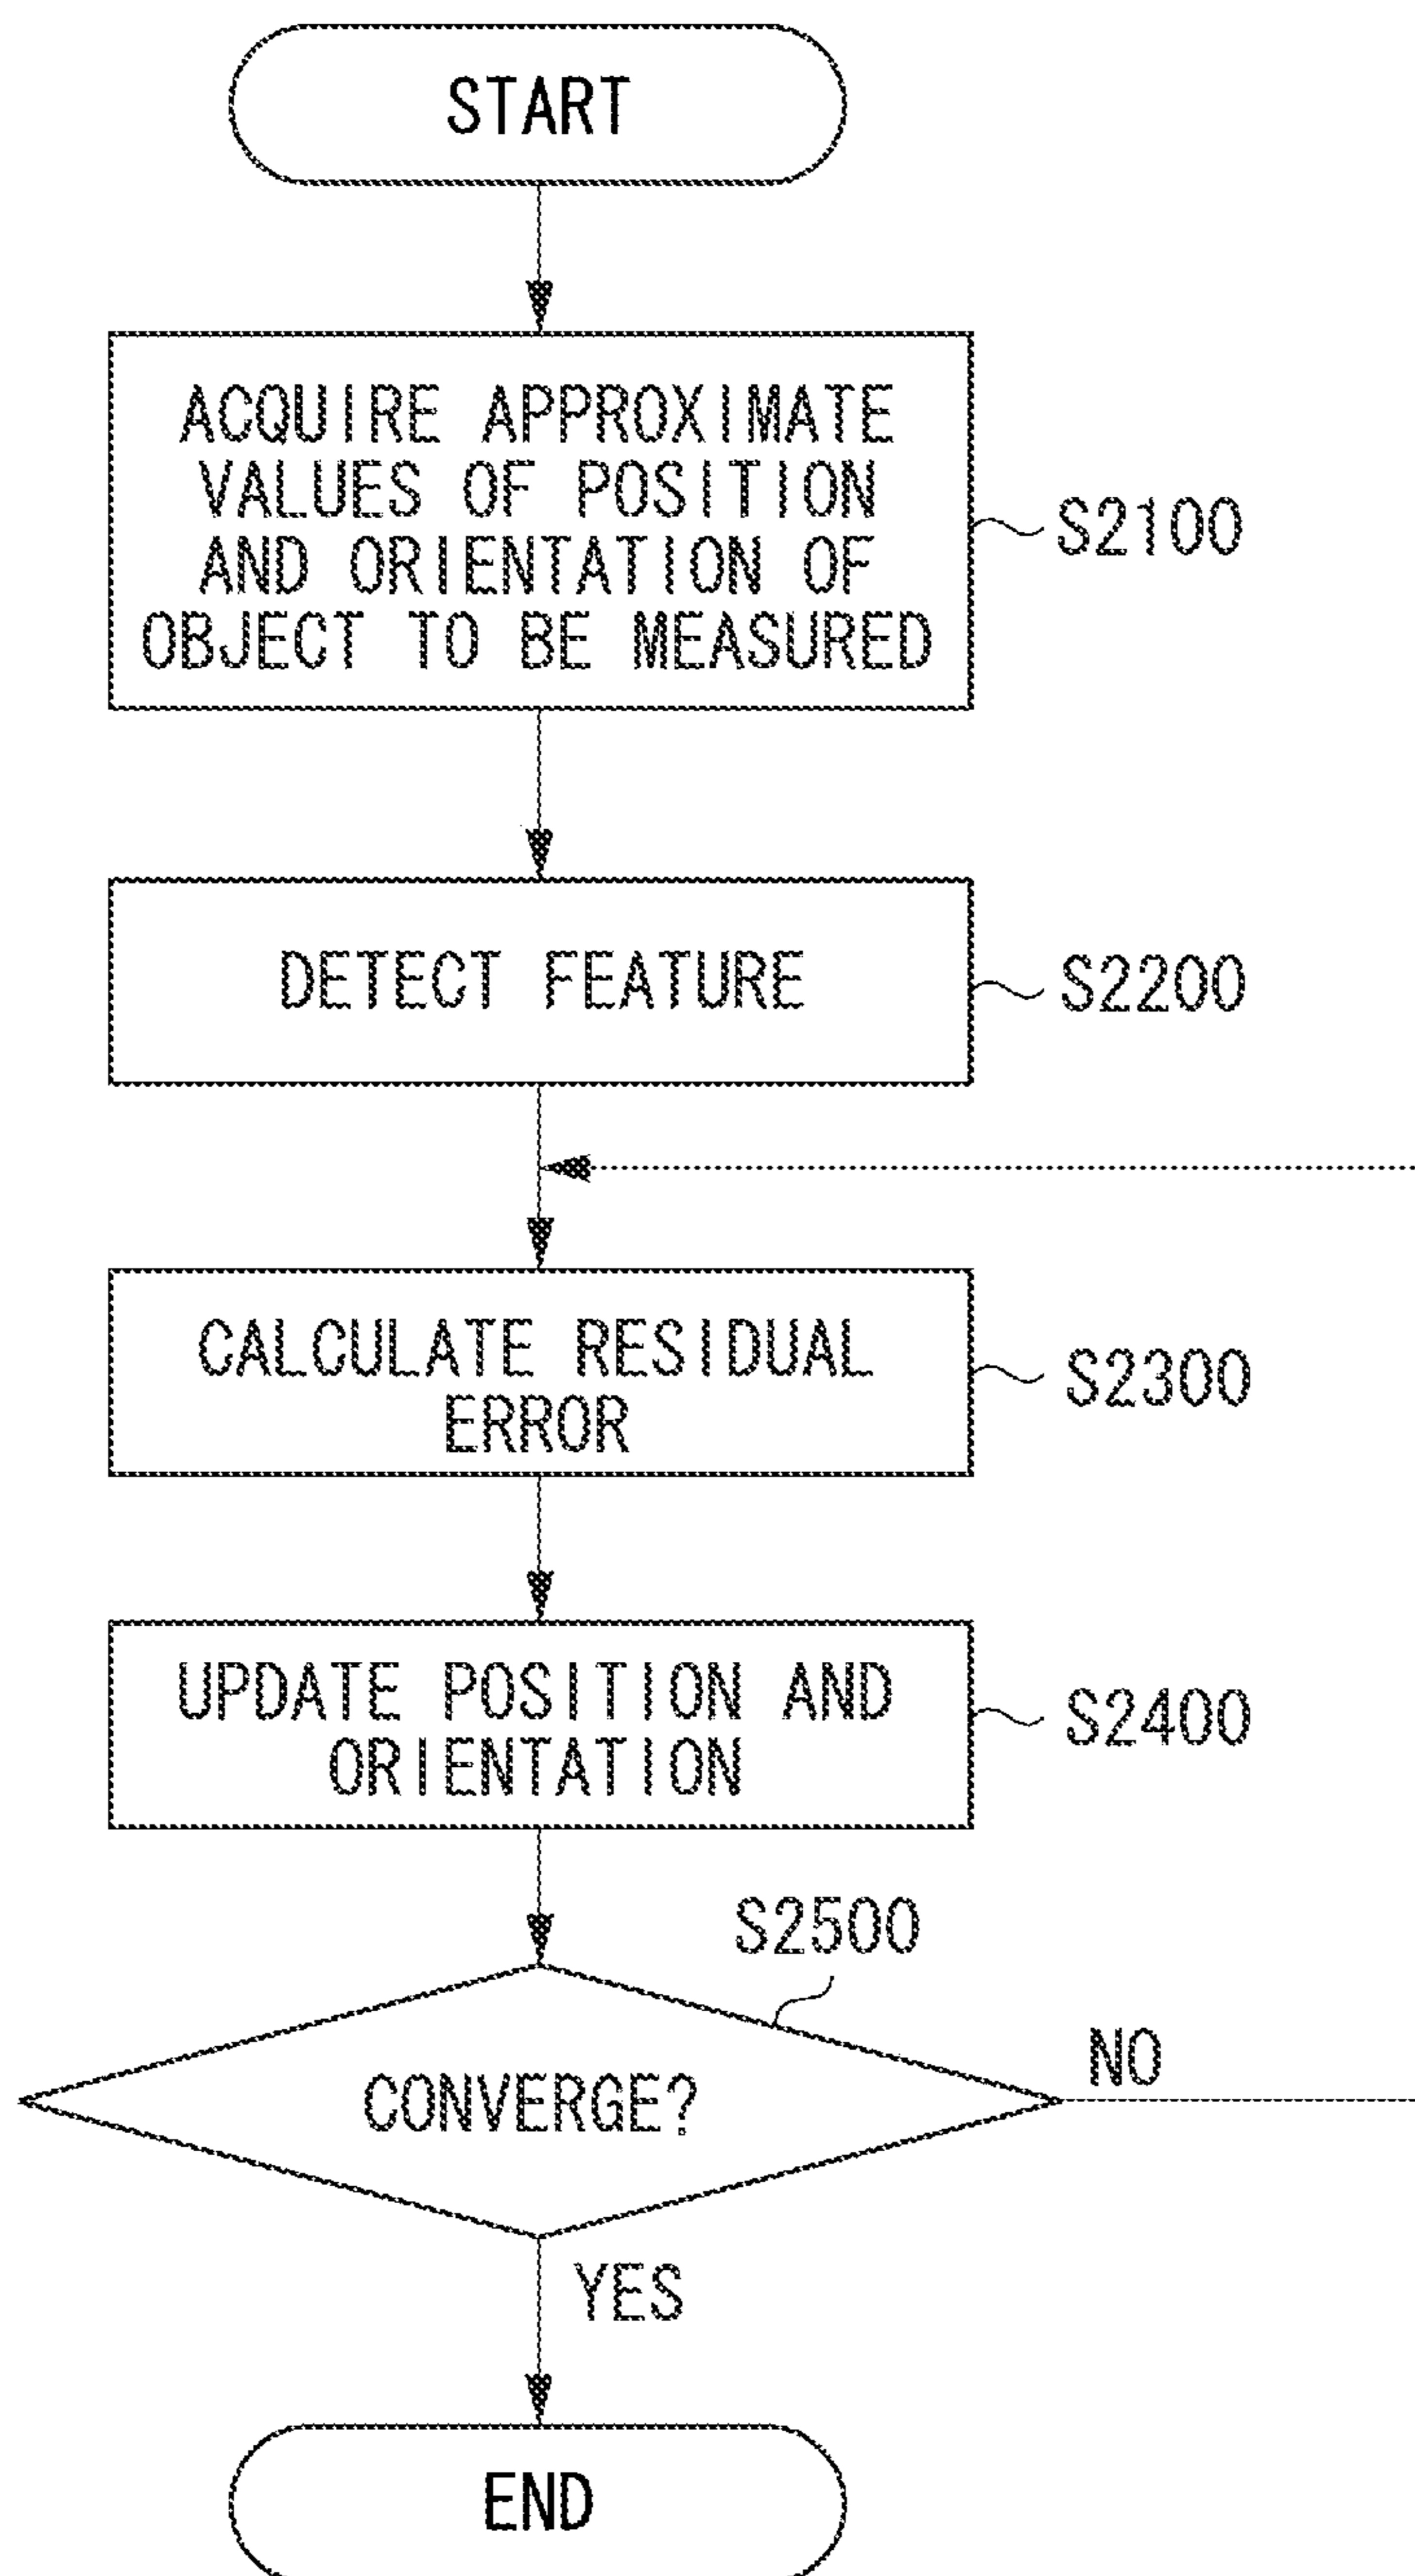 START
ACQUIRE APPROXIMATE
VALUES OF POSITION
AND ORIENTATION OF
OBJECT TO BE MEASURED
S2100
DETECT FEATURE
S2200
CALCULATE RESIDUAL
ERROR
S2300
UPDATE POSITION AND
ORIENTATION
S2400
S2500
CONVERGE?
NO
YES
END